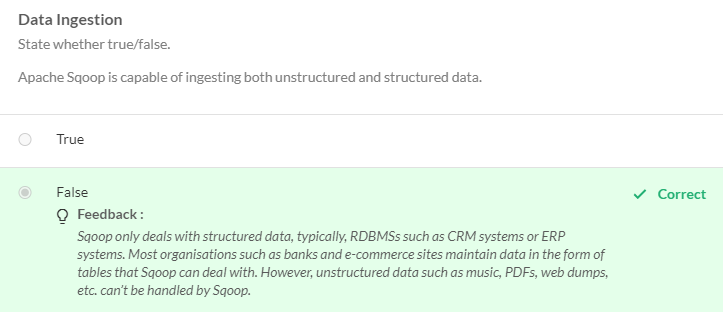 Data Ingestion
State whether true/false.
Apache Sqoop is capable of ingesting both unstructured and structured data.
True
False
Correct
Feedback :
Sqoop only deals with structured data, typically, RDBMSs such as CRM systems or ERP
systems. Most organisations such as banks and e-commerce sites maintain data in the form of
tables that Sqoop can deal with. However, unstructured data such as music, PDFs, web dumps,
etc. can't be handled by Sqoop.